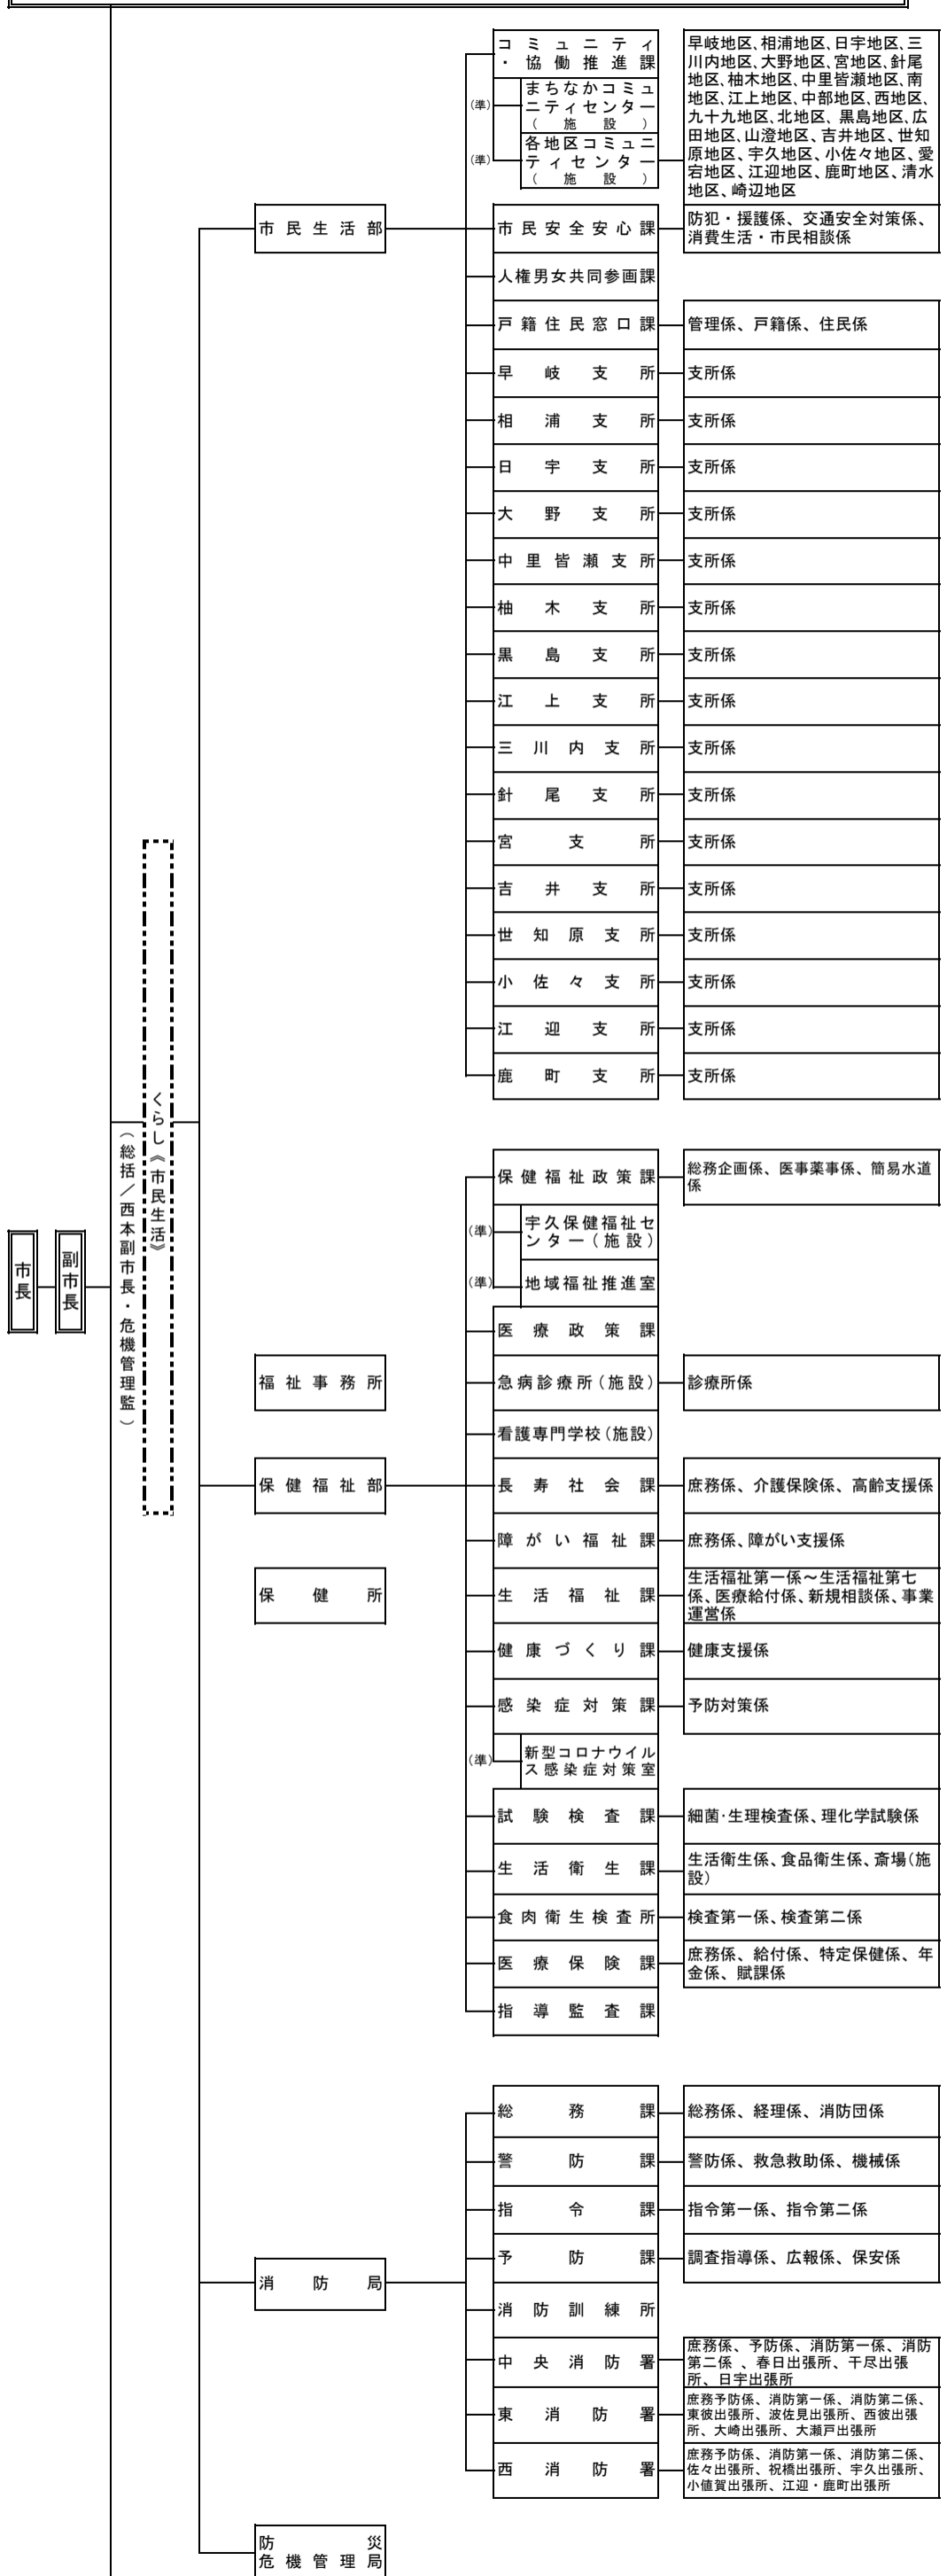 コミュニティ
・協働推進課
早岐地区、相浦地区、日宇地区、三
川内地区、大野地区、宮地区、針尾
地区、柚木地区、中里皆瀬地区、南
地区、江上地区、中部地区、西地区、
九十九地区、北地区、黒島地区、広
田地区、山澄地区、吉井地区、世知
原地区、宇久地区、小佐々地区、愛
宕地区、江迎地区、鹿町地区、清水
地区、崎辺地区
(準)
まちなかコミュ
ニティセンター
(施設)
(準)
各地区コミュニ
ティセンター
(施設)
市民生活部
市民安全安心課
防犯・援護係、交通安全対策係、
消費生活・市民相談係
人権男女共同参画課
戸籍住民窓口課
管理係、戸籍係、住民係
早岐支所
支所係
相浦支所
支所係
日宇支所
支所係
大野支所
支所係
中里皆瀬支所
支所係
柚木支所
支所係
黒島支所
支所係
江上支所
支所係
三川内支所
支所係
針尾支所
支所係
宮支所
支所係
吉井支所
支所係
世知原支所
支所係
小佐々支所
支所係
江迎支所
支所係
鹿町支所
支所係
市長
副市長
(総括/西本副市長・危機管理監)
くらし《市民生活》
保健福祉政策課
総務企画係、医事薬事係、簡易水道
係
(準)
宇久保健福祉セ
ンター(施設)
(準)
地域福祉推進室
医療政策課
福祉事務所
急病診療所(施設)
診療所係
看護専門学校(施設)
保健福祉部
長寿社会課
庶務係、介護保険係、高齢支援係
障がい福祉課
庶務係、障がい支援係
保健所
生活福祉課
生活福祉第一係～生活福祉第七
係、医療給付係、新規相談係、事業
運営係
健康づくり課
健康支援係
感染症対策課
予防対策係
(準)
新型コロナウイル
ス感染症対策室
試験検査課
細菌・生理検査係、理化学試験係
生活衛生課
生活衛生係、食品衛生係、斎場(施
設)
食肉衛生検査所
検査第一係、検査第二係
医療保険課
庶務係、給付係、特定保健係、年
金係、賦課係
指導監査課
総務課
総務係、経理係、消防団係
警防課
警防係、救急救助係、機械係
指令課
指令第一係、指令第二係
予防課
調査指導係、広報係、保安係
消防局
消防訓練所
中央消防署
庶務係、予防係、消防第一係、消防
第二係 、春日出張所、干尽出張
所、日宇出張所
東消防署
庶務予防係、消防第一係、消防第二係、
東彼出張所、波佐見出張所、西彼出張
所、大崎出張所、大瀬戸出張所
西消防署
庶務予防係、消防第一係、消防第二係、
佐々出張所、祝橋出張所、宇久出張所、
小値賀出張所、江迎・鹿町出張所
防災
危機管理局